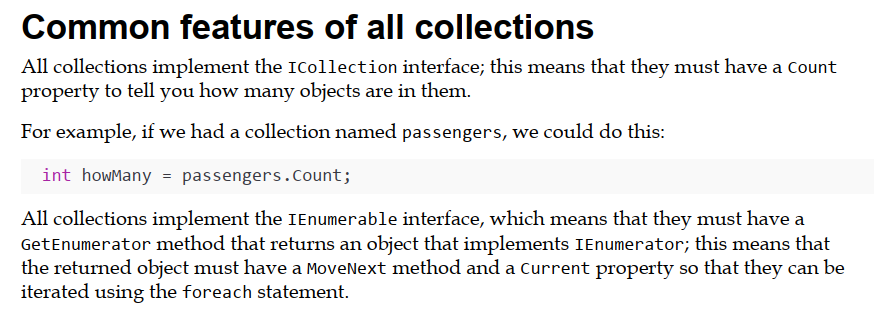 Common features of all collections
All collections implement the ICollection interface; this means that they must have a Count
property to tell you how many objects are in them.
For example, if we had a collection named passengers, we could do this:
int howMany = passengers.Count;
All collections implement the IEnumerable interface, which means that they must have a
GetEnumerator method that returns an object that implements IEnumerator; this means that
the returned object must have a MoveNext method and a Current property so that they can be
iterated using the foreach statement.